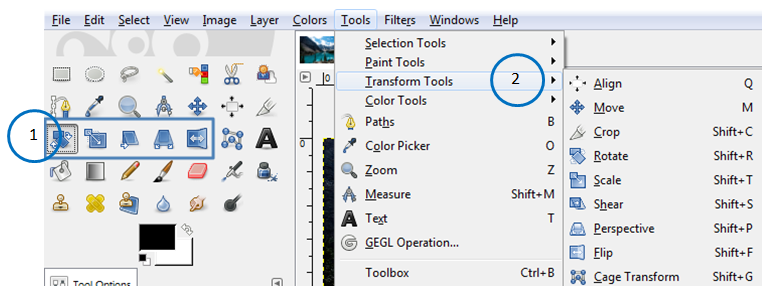 File Edit Select View Image Layer Colors Tools Filters Windows Help
Selection Tools
Paint Tools
Transform Tools
Color Tools
Paths B
Color Picker O
Zoom Z
Measure Shift+M
Text T
GEGL Operation...
Toolbox Ctrl+B
Align Q
Move M
Crop Shift+C
Rotate Shift+R
Scale Shift+T
Shear Shift+S
Perspective Shift+P
Flip Shift+F
Cage Transform Shift+G
1
2
0
0
Tool Options